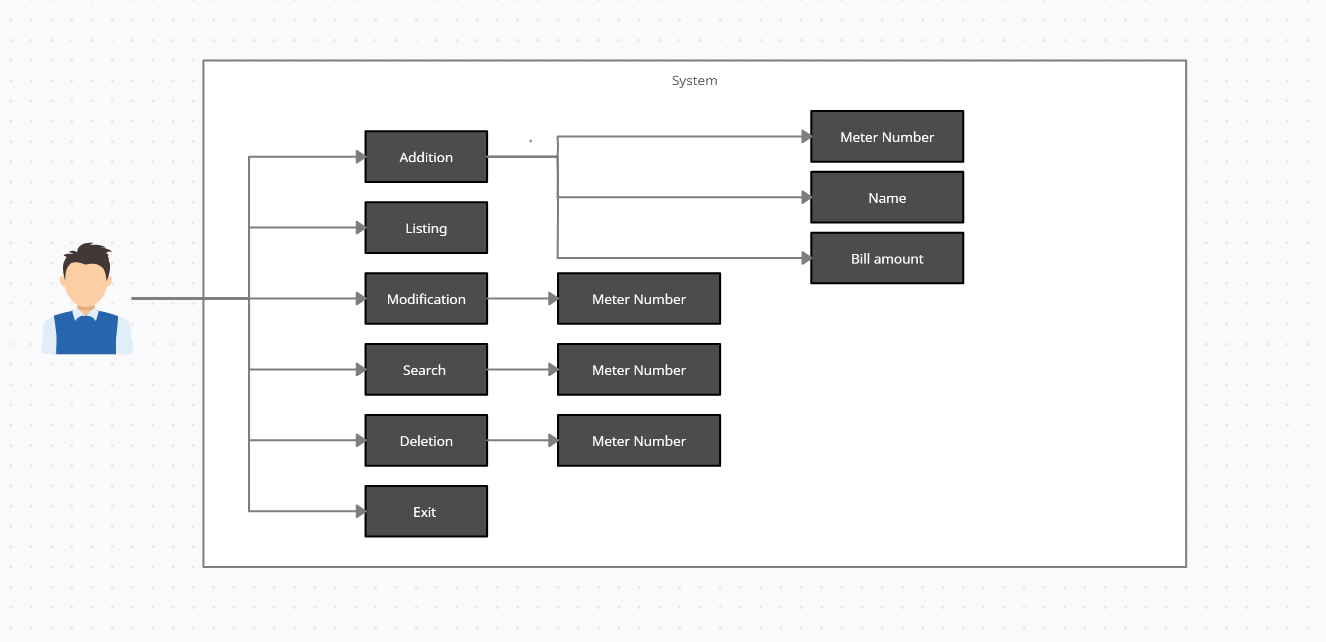 System
Addition
Meter Number
Name
Bill amount
Listing
Modification
Meter Number
Search
Meter Number
Deletion
Meter Number
Exit